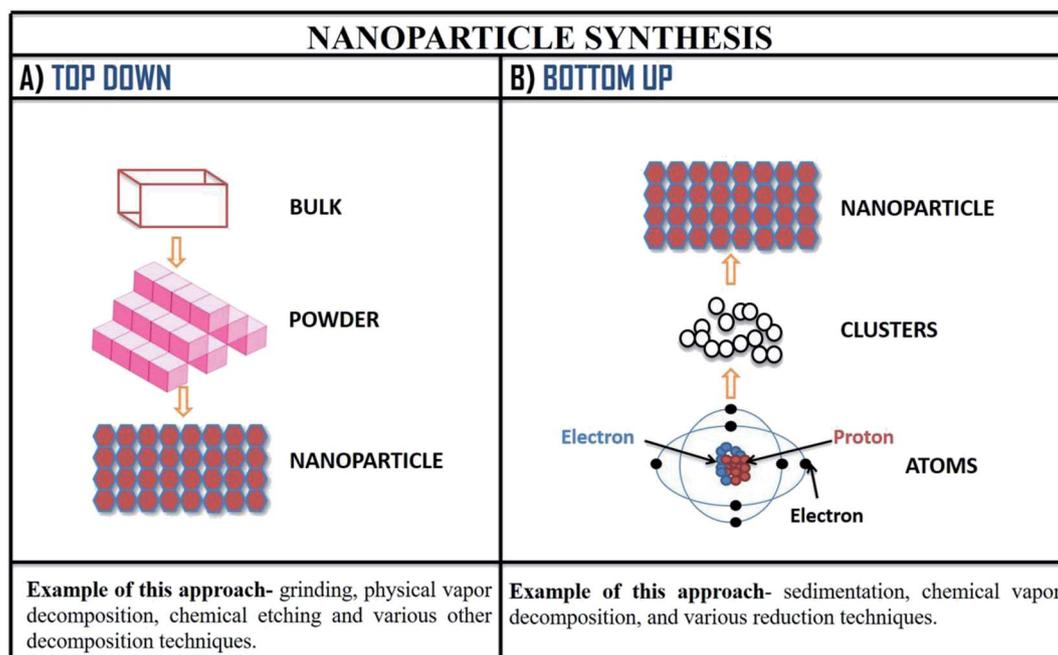 NANOPARTICLE SYNTHESIS
A) TOP DOWN
B) BOTTOM UP
BULK
POWDER
NANOPARTICLE
NANOPARTICLE
CLUSTERS
Electron
Proton
ATOMS
Electron
Example of this approach- grinding, physical vapor
decomposition, chemical etching and various other
decomposition techniques.
Example of this approach- sedimentation, chemical vapor
decomposition, and various reduction techniques.